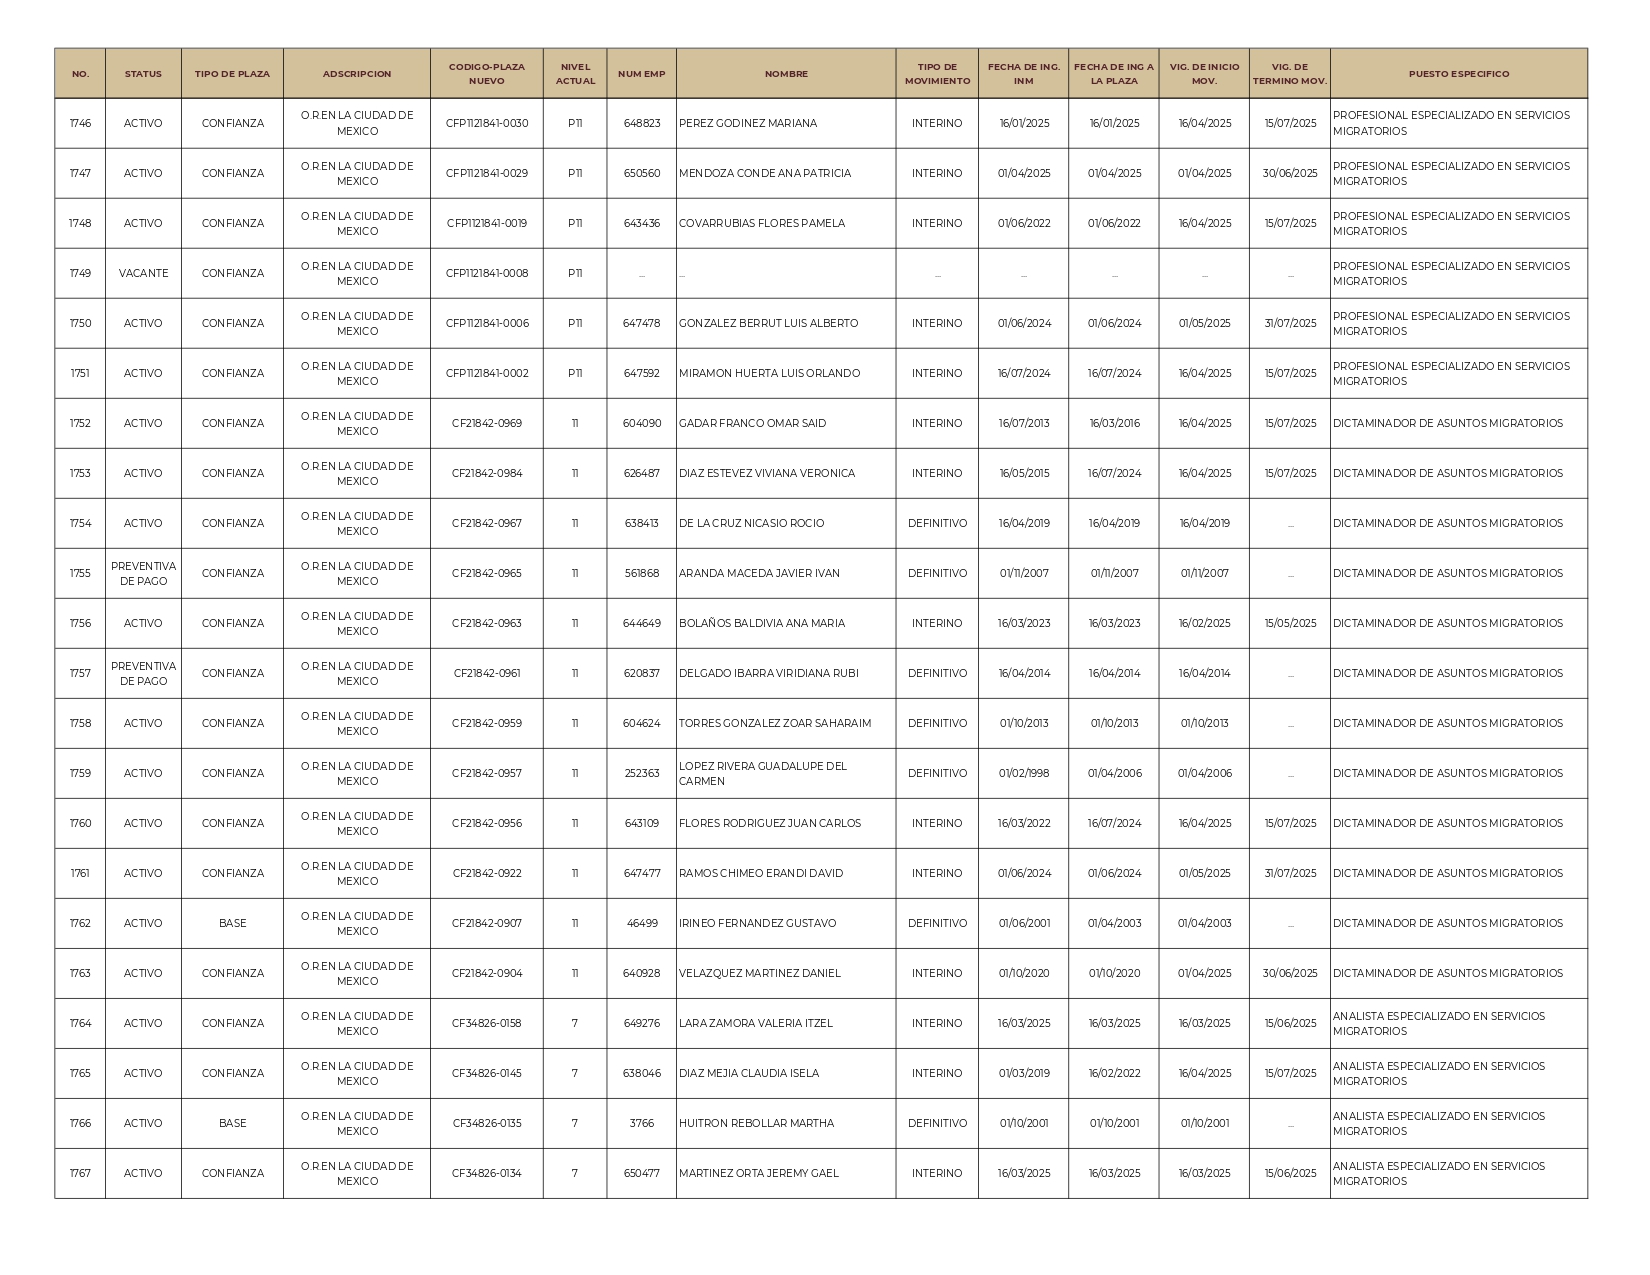 NO. STATUS TIPO DE PLAZA ADSCRIPCION CODIGO-PLAZA NUEVO NIVEL ACTUAL NUM EMP NOMBRE TIPO DE MOVIMIENTO FECHA DE ING. INM FECHA DE ING A LA PLAZA VIG. DE INICIO MOV. VIG. DE TERMINO MOV. PUESTO ESPECIFICO
1746 ACTIVO CONFIANZA O.R.EN LA CIUDAD DE MEXICO CFP1121841-0030 P11 648823 PEREZ GODINEZ MARIANA INTERINO 16/01/2025 16/01/2025 16/04/2025 15/07/2025 PROFESIONAL ESPECIALIZADO EN SERVICIOS MIGRATORIOS
1747 ACTIVO CONFIANZA O.R.EN LA CIUDAD DE MEXICO CFP1121841-0029 P11 650560 MENDOZA CONDE ANA PATRICIA INTERINO 01/04/2025 01/04/2025 01/04/2025 30/06/2025 PROFESIONAL ESPECIALIZADO EN SERVICIOS MIGRATORIOS
1748 ACTIVO CONFIANZA O.R.EN LA CIUDAD DE MEXICO CFP1121841-0019 P11 643436 COVARRUBIAS FLORES PAMELA INTERINO 01/06/2022 01/06/2022 16/04/2025 15/07/2025 PROFESIONAL ESPECIALIZADO EN SERVICIOS MIGRATORIOS
1749 VACANTE CONFIANZA O.R.EN LA CIUDAD DE MEXICO CFP1121841-0008 P11 ... ... ... ... ... ... ... PROFESIONAL ESPECIALIZADO EN SERVICIOS MIGRATORIOS
1750 ACTIVO CONFIANZA O.R.EN LA CIUDAD DE MEXICO CFP1121841-0006 P11 647478 GONZALEZ BERRUT LUIS ALBERTO INTERINO 01/06/2024 01/06/2024 01/05/2025 31/07/2025 PROFESIONAL ESPECIALIZADO EN SERVICIOS MIGRATORIOS
1751 ACTIVO CONFIANZA O.R.EN LA CIUDAD DE MEXICO CFP1121841-0002 P11 647592 MIRAMON HUERTA LUIS ORLANDO INTERINO 16/07/2024 16/07/2024 16/04/2025 15/07/2025 PROFESIONAL ESPECIALIZADO EN SERVICIOS MIGRATORIOS
1752 ACTIVO CONFIANZA O.R.EN LA CIUDAD DE MEXICO CF21842-0969 11 604090 GADAR FRANCO OMAR SAID INTERINO 16/07/2013 16/03/2016 16/04/2025 15/07/2025 DICTAMINADOR DE ASUNTOS MIGRATORIOS
1753 ACTIVO CONFIANZA O.R.EN LA CIUDAD DE MEXICO CF21842-0984 11 626487 DIAZ ESTEVEZ VIVIANA VERONICA INTERINO 16/05/2015 16/07/2024 16/04/2025 15/07/2025 DICTAMINADOR DE ASUNTOS MIGRATORIOS
1754 ACTIVO CONFIANZA O.R.EN LA CIUDAD DE MEXICO CF21842-0967 11 638413 DE LA CRUZ NICASIO ROCIO DEFINITIVO 16/04/2019 16/04/2019 16/04/2019 ... DICTAMINADOR DE ASUNTOS MIGRATORIOS
1755 PREVENTIVA DE PAGO CONFIANZA O.R.EN LA CIUDAD DE MEXICO CF21842-0965 11 561868 ARANDA MACEDA JAVIER IVAN DEFINITIVO 01/11/2007 01/11/2007 01/11/2007 ... DICTAMINADOR DE ASUNTOS MIGRATORIOS
1756 ACTIVO CONFIANZA O.R.EN LA CIUDAD DE MEXICO CF21842-0963 11 644649 BOLAÑOS BALDIVIA ANA MARIA INTERINO 16/03/2023 16/03/2023 16/02/2025 15/05/2025 DICTAMINADOR DE ASUNTOS MIGRATORIOS
1757 PREVENTIVA DE PAGO CONFIANZA O.R.EN LA CIUDAD DE MEXICO CF21842-0961 11 620837 DELGADO IBARRA VIRIDIANA RUBI DEFINITIVO 16/04/2014 16/04/2014 16/04/2014 ... DICTAMINADOR DE ASUNTOS MIGRATORIOS
1758 ACTIVO CONFIANZA O.R.EN LA CIUDAD DE MEXICO CF21842-0959 11 604624 TORRES GONZALEZ ZOAR SAHARAIM DEFINITIVO 01/10/2013 01/10/2013 01/10/2013 ... DICTAMINADOR DE ASUNTOS MIGRATORIOS
1759 ACTIVO CONFIANZA O.R.EN LA CIUDAD DE MEXICO CF21842-0957 11 252363 LOPEZ RIVERA GUADALUPE DEL CARMEN DEFINITIVO 01/02/1998 01/04/2006 01/04/2006 ... DICTAMINADOR DE ASUNTOS MIGRATORIOS
1760 ACTIVO CONFIANZA O.R.EN LA CIUDAD DE MEXICO CF21842-0956 11 643109 FLORES RODRIGUEZ JUAN CARLOS INTERINO 16/03/2022 16/07/2024 16/04/2025 15/07/2025 DICTAMINADOR DE ASUNTOS MIGRATORIOS
1761 ACTIVO CONFIANZA O.R.EN LA CIUDAD DE MEXICO CF21842-0922 11 647477 RAMOS CHIMEO ERANDI DAVID INTERINO 01/06/2024 01/06/2024 01/05/2025 31/07/2025 DICTAMINADOR DE ASUNTOS MIGRATORIOS
1762 ACTIVO BASE O.R.EN LA CIUDAD DE MEXICO CF21842-0907 11 46499 IRINEO FERNANDEZ GUSTAVO DEFINITIVO 01/06/2001 01/04/2003 01/04/2003 ... DICTAMINADOR DE ASUNTOS MIGRATORIOS
1763 ACTIVO CONFIANZA O.R.EN LA CIUDAD DE MEXICO CF21842-0904 11 640928 VELAZQUEZ MARTINEZ DANIEL INTERINO 01/10/2020 01/10/2020 01/04/2025 30/06/2025 DICTAMINADOR DE ASUNTOS MIGRATORIOS
1764 ACTIVO CONFIANZA O.R.EN LA CIUDAD DE MEXICO CF34826-0158 7 649276 LARA ZAMORA VALERIA ITZEL INTERINO 16/03/2025 16/03/2025 16/03/2025 15/06/2025 ANALISTA ESPECIALIZADO EN SERVICIOS MIGRATORIOS
1765 ACTIVO CONFIANZA O.R.EN LA CIUDAD DE MEXICO CF34826-0145 7 638046 DIAZ MEJIA CLAUDIA ISELA INTERINO 01/03/2019 16/02/2022 16/04/2025 15/07/2025 ANALISTA ESPECIALIZADO EN SERVICIOS MIGRATORIOS
1766 ACTIVO BASE O.R.EN LA CIUDAD DE MEXICO CF34826-0135 7 3766 HUITRON REBOLLAR MARTHA DEFINITIVO 01/10/2001 01/10/2001 01/10/2001 ... ANALISTA ESPECIALIZADO EN SERVICIOS MIGRATORIOS
1767 ACTIVO CONFIANZA O.R.EN LA CIUDAD DE MEXICO CF34826-0134 7 650477 MARTINEZ ORTA JEREMY GAEL INTERINO 16/03/2025 16/03/2025 16/03/2025 15/06/2025 ANALISTA ESPECIALIZADO EN SERVICIOS MIGRATORIOS